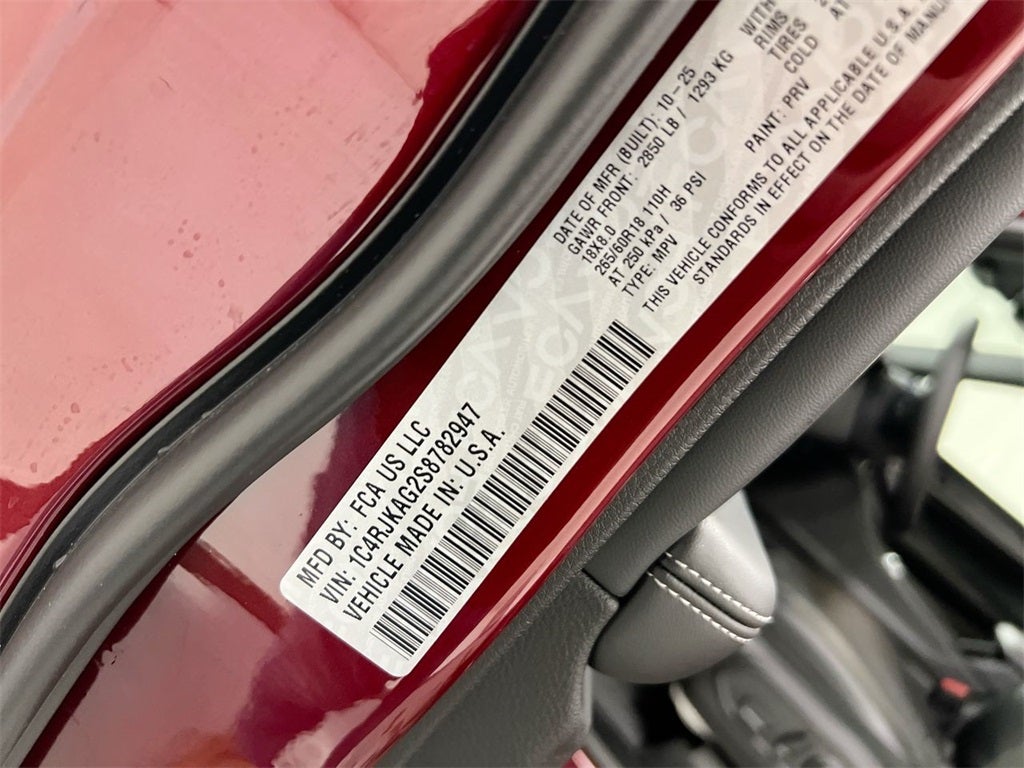 MFD BY: FCA US LLC
VIN: 1C4RJKAG2S8782947
VEHICLE MADE IN: U.S.A.
DATE OF MFR (BUILT): 10-25
GAWR FRONT: 2850 LB / 1293 KG
18X8.0
265/60R18 110H
AT 250 kPa / 36 PSI
TYPE: MPV
WITH
RIMS
TIRES
COLD
AT
PAINT: PRV
THIS VEHICLE CONFORMS TO ALL APPLICABLE U.S.A.
STANDARDS IN EFFECT ON THE DATE OF MANU